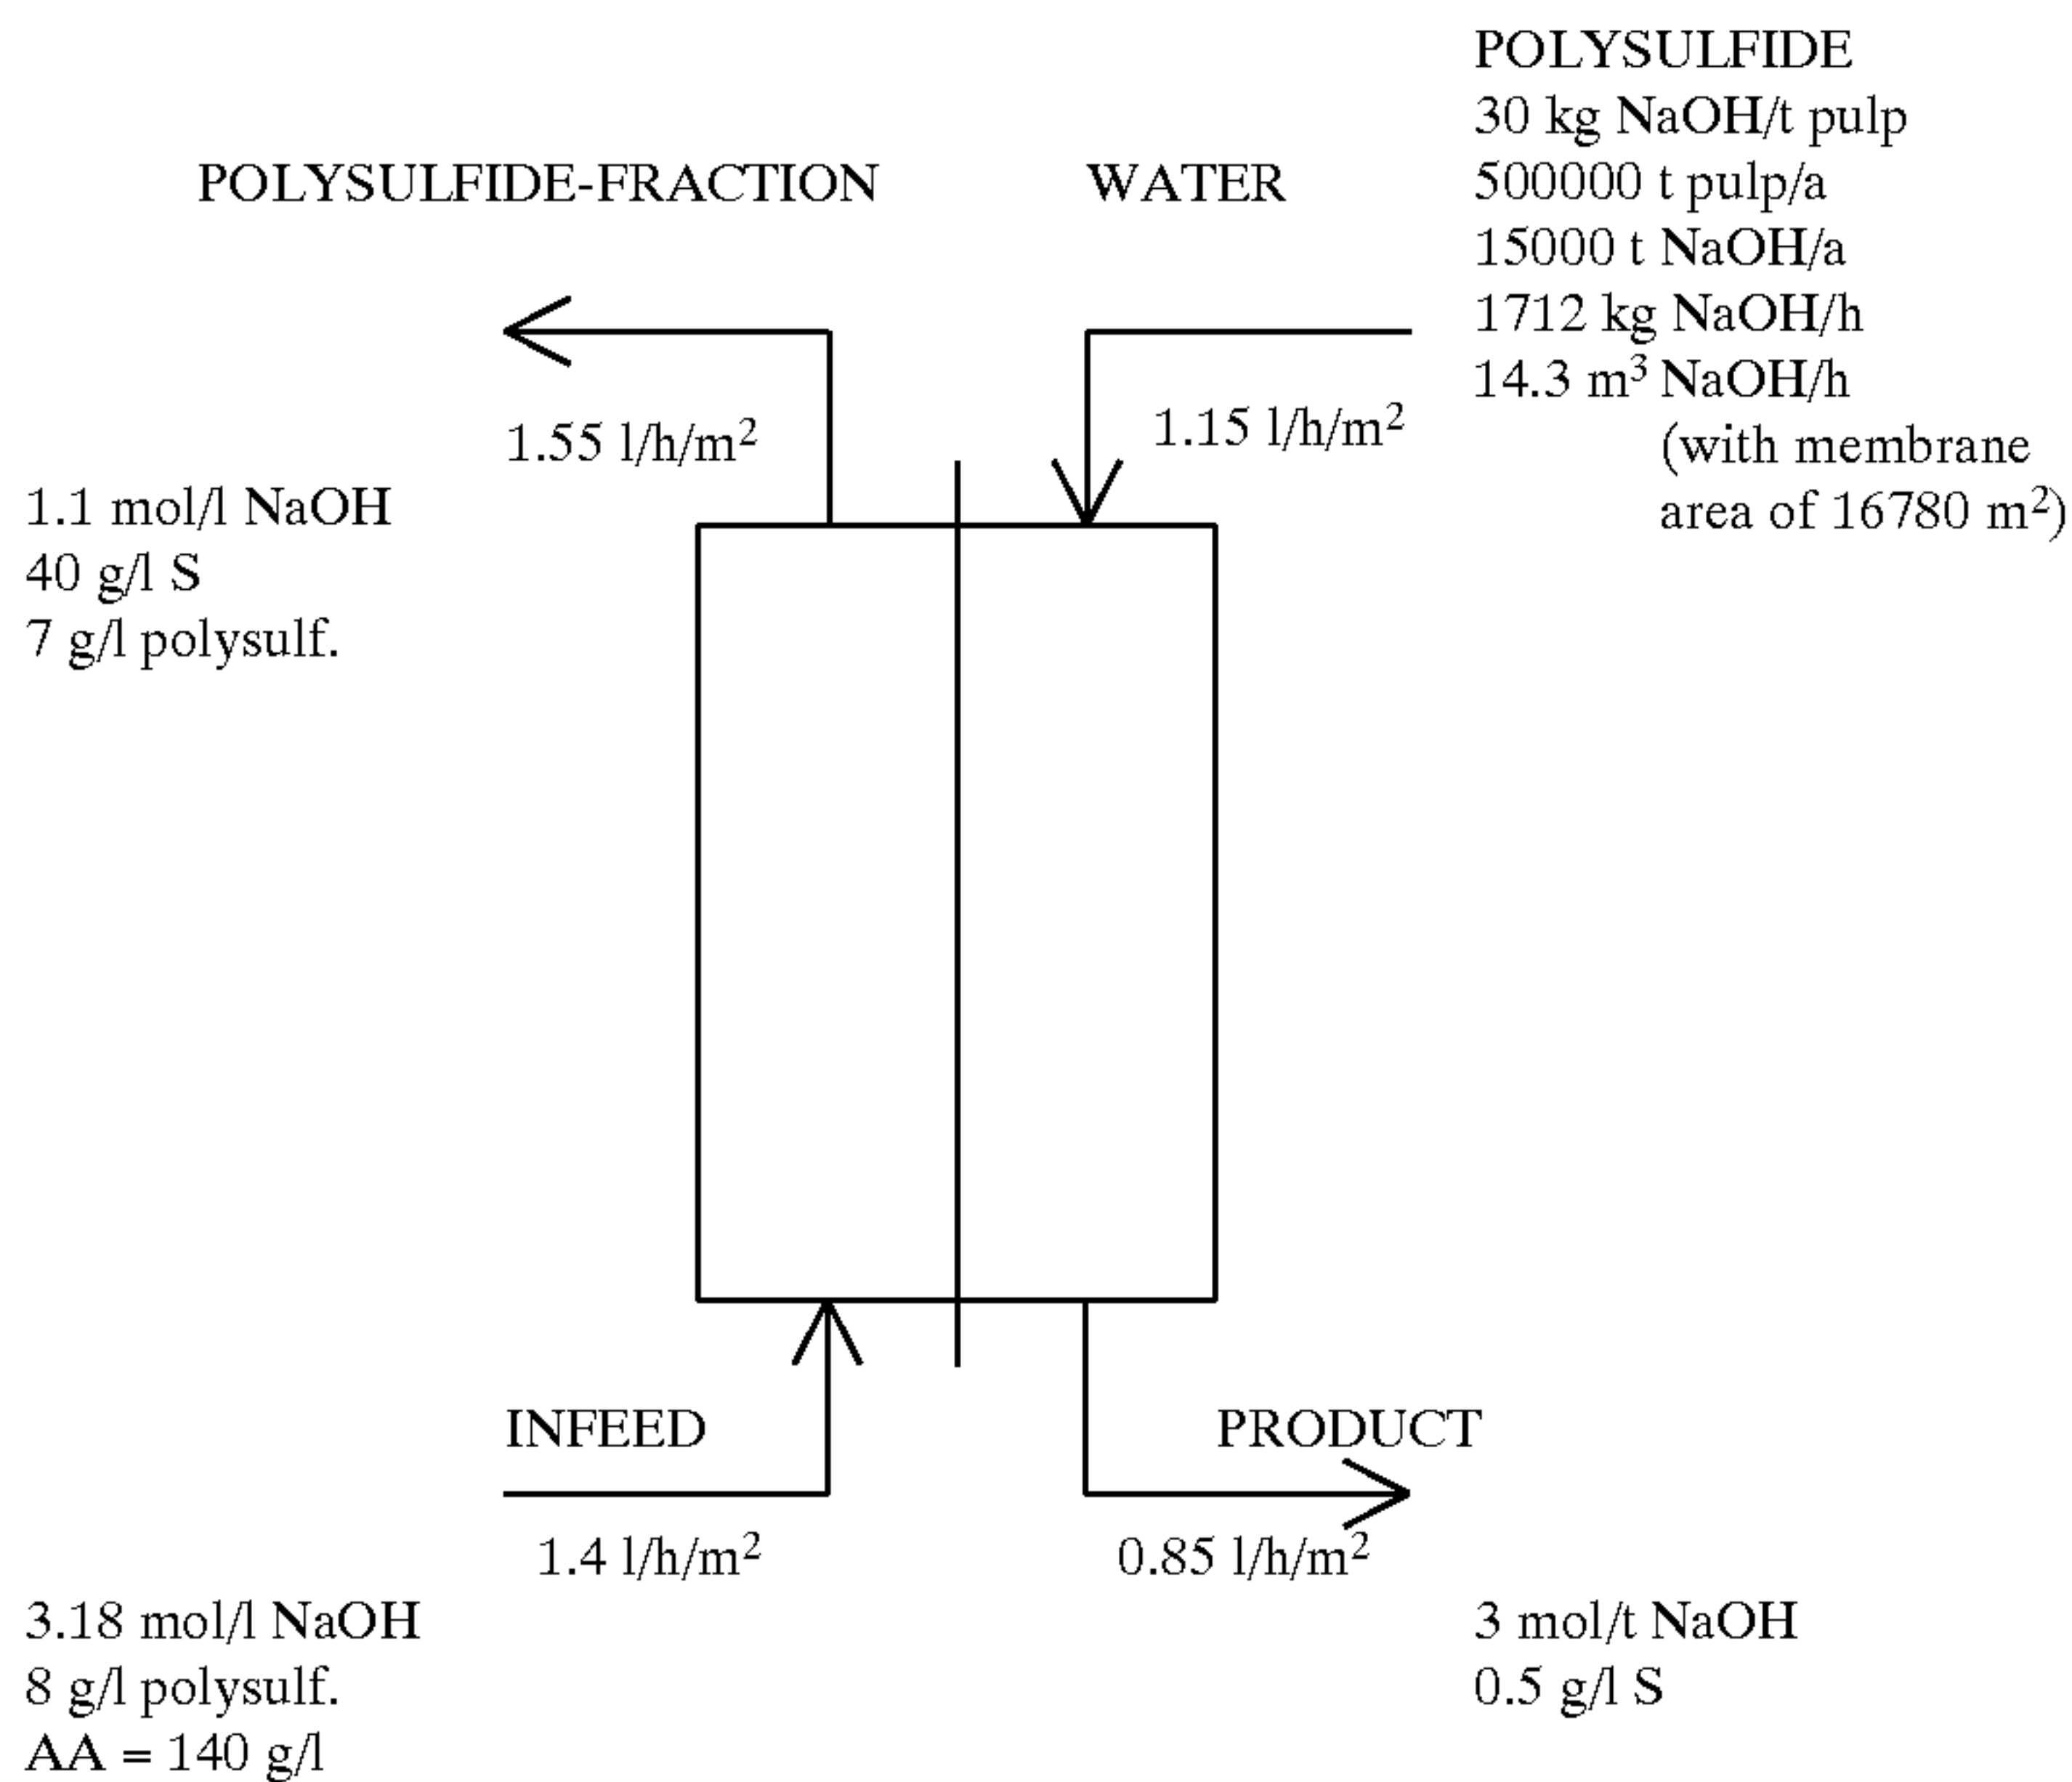 POLYSULFIDE
30 kg NaOH/t pulp
500000 t pulp/a
15000 t NaOH/a
1712 kg NaOH/h
14.3 m³ NaOH/h
(with membrane
area of 16780 m²)
POLYSULFIDE-FRACTION
WATER
1.55 l/h/m²
1.15 l/h/m²
1.1 mol/l NaOH
40 g/l S
7 g/l polysulf.
INFEED
PRODUCT
1.4 l/h/m²
0.85 l/h/m²
3.18 mol/l NaOH
8 g/l polysulf.
AA = 140 g/l
3 mol/t NaOH
0.5 g/l S